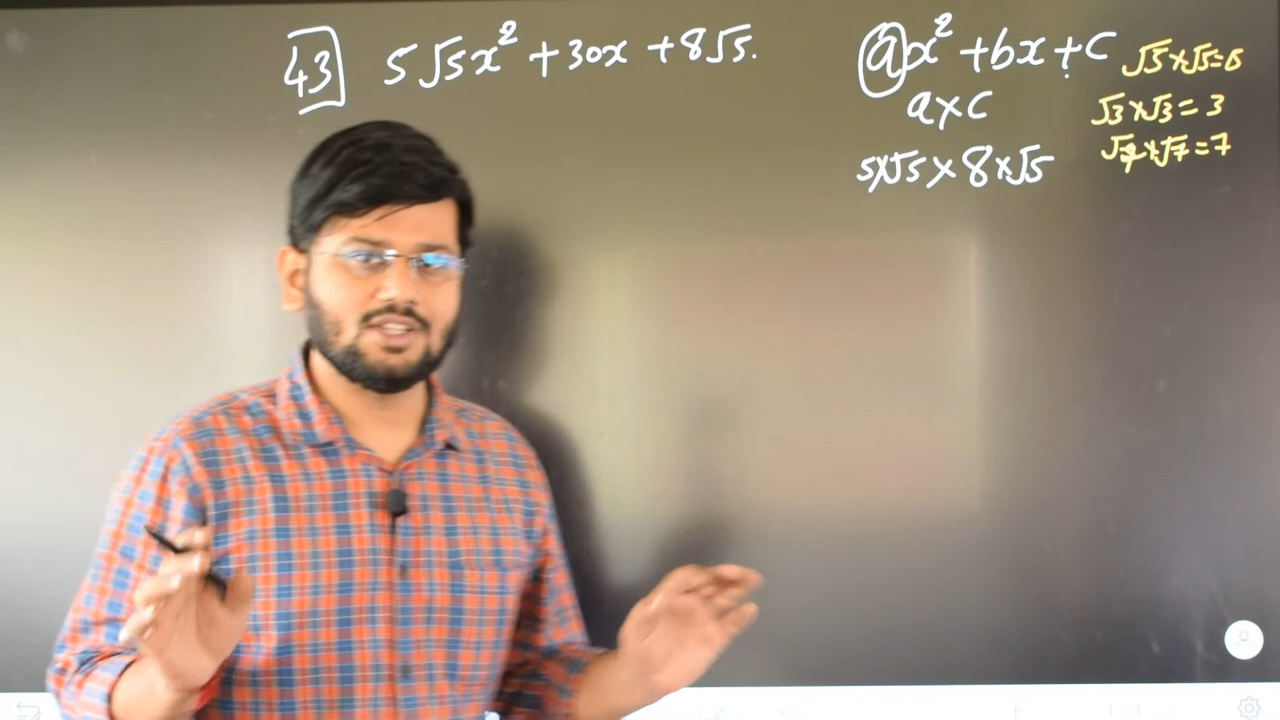 43] 5√5x² + 30x + 8√5.
ax² + bx + c
a×c
5×√5 × 8×√5
√5×√5=5
√3×√3=3
√7×√7=7